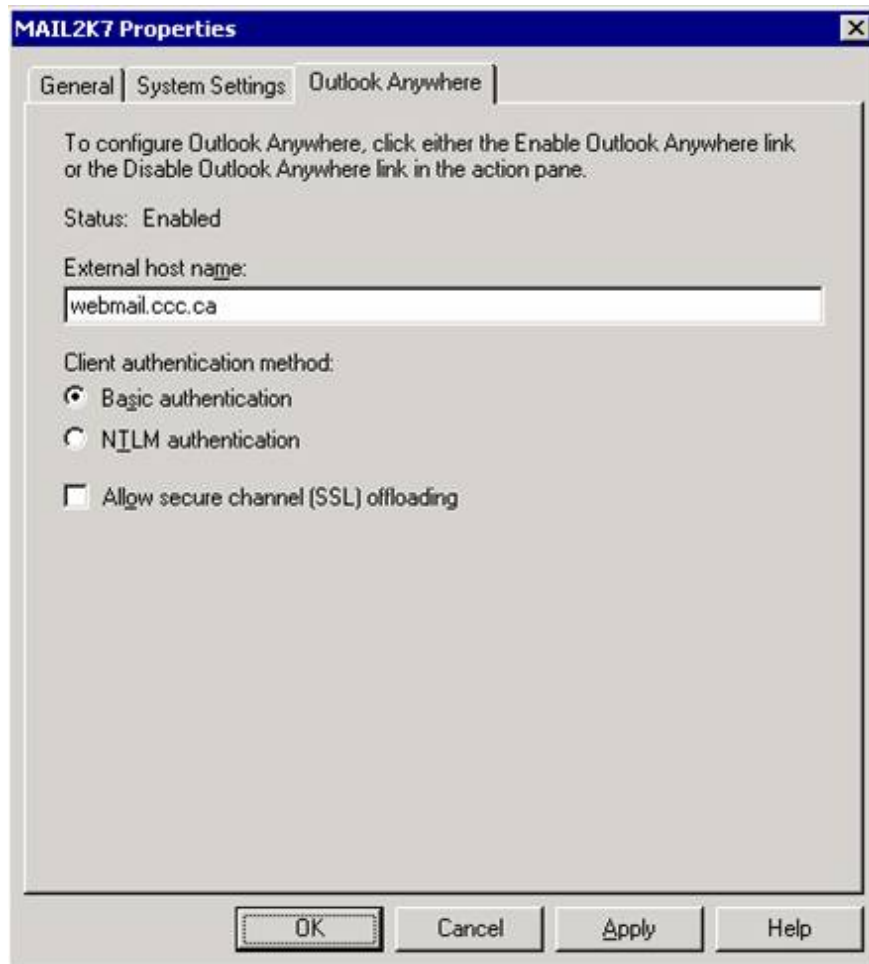 MAIL2K7 Properties
General System Settings Outlook Anywhere
To configure Outlook Anywhere, click either the Enable Outlook Anywhere link
or the Disable Outlook Anywhere link in the action pane.
Status: Enabled
External host name:
webmail.ccc.ca
Client authentication method:
Basic authentication
NTLM authentication
Allow secure channel (SSL) offloading
OK Cancel Apply Help